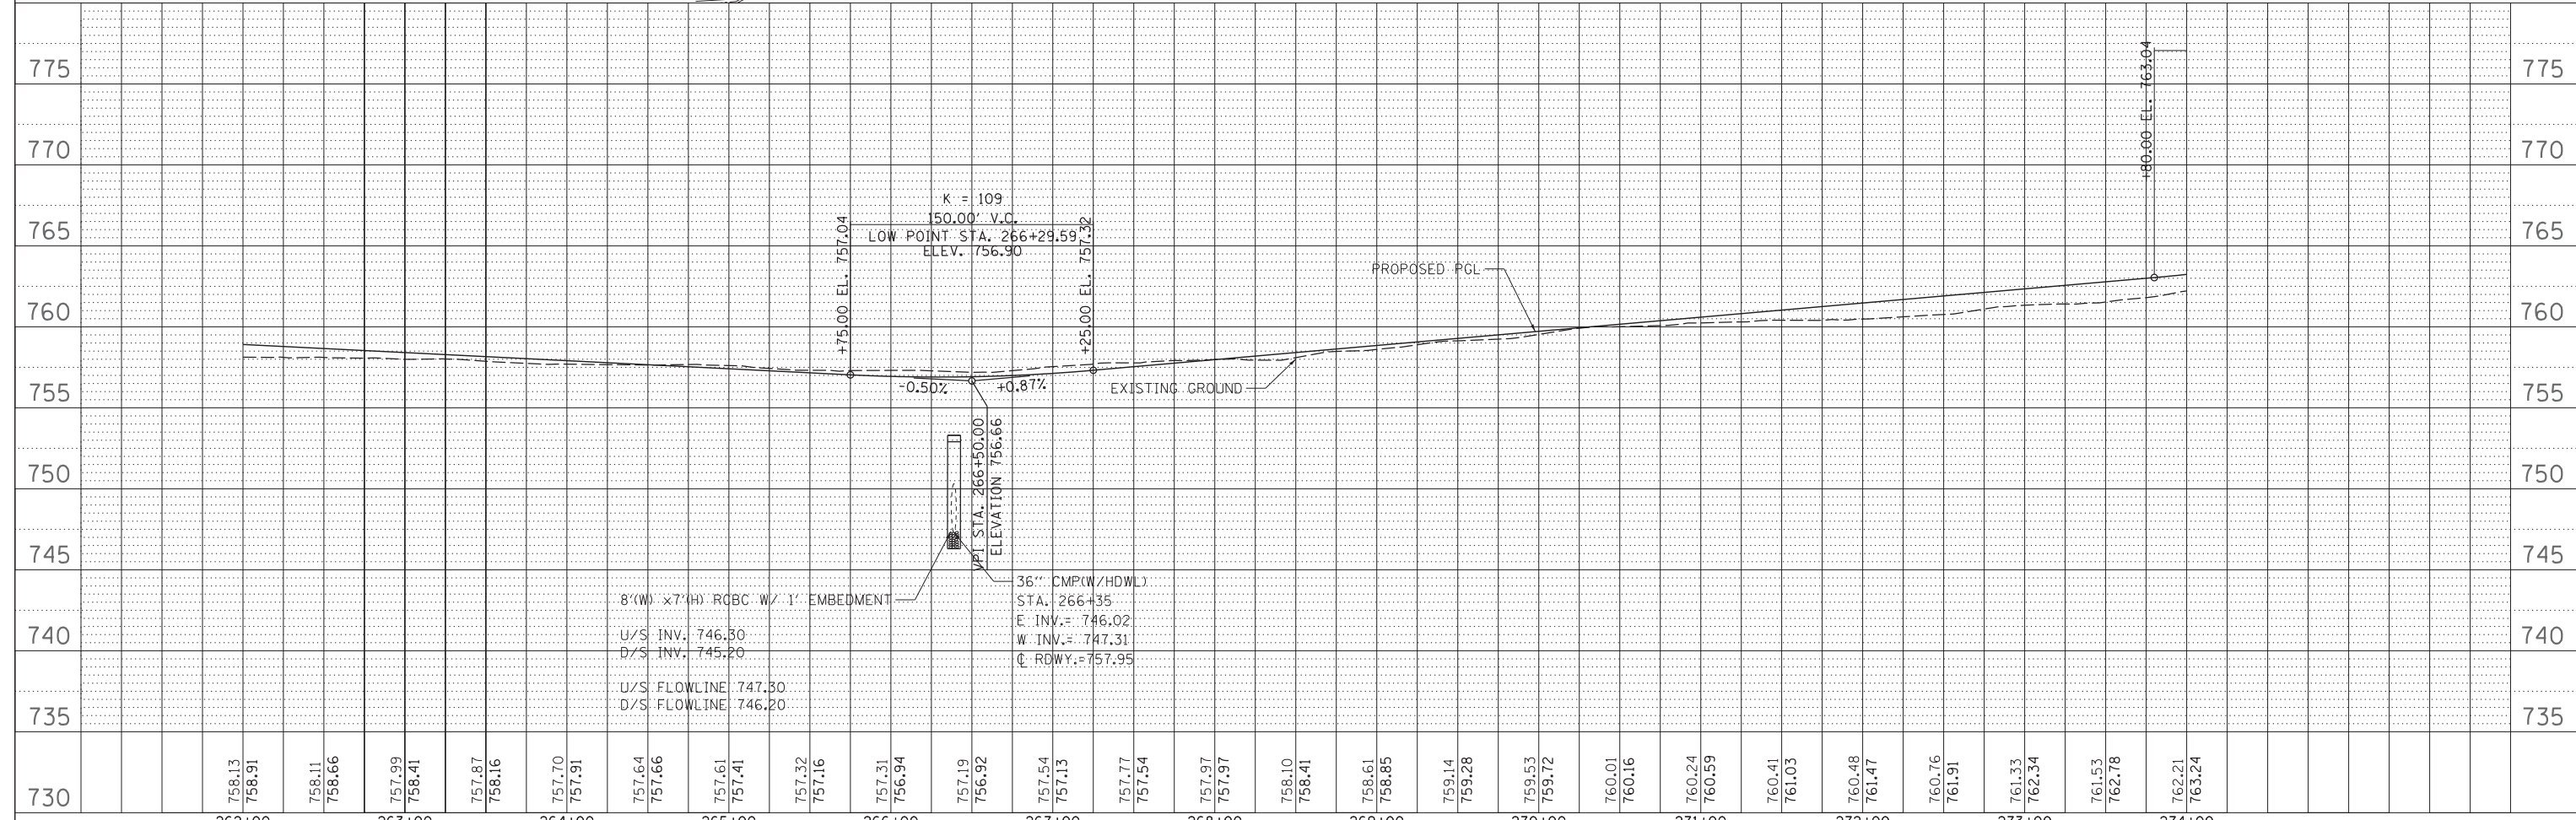 775 775
770 770
765 765
760 760
755 755
750 750
745 745
740 740
735 735
730
+80.00 EL. 763.04
K = 109
150.00' V.C.
LOW POINT STA. 266+29.59
ELEV. 756.90
+75.00 EL. 757.04
+25.00 EL. 757.32
PROPOSED PGL
EXISTING GROUND
-0.50%
+0.87%
VPI STA. 266+50.00
ELEVATION 756.66
8'(W) x7'(H) RCBC W/ 1' EMBEDMENT
U/S INV. 746.30
D/S INV. 745.20
U/S FLOWLINE 747.30
D/S FLOWLINE 746.20
36'' CMP(W/HDWL)
STA. 266+35
E INV.= 746.02
W INV.= 747.31
℄ RDWY.=757.95
758.13
758.91
758.11
758.66
757.99
758.41
757.87
758.16
757.70
757.91
757.64
757.66
757.61
757.41
757.32
757.16
757.31
756.94
757.19
756.92
757.54
757.13
757.77
757.54
757.97
757.97
758.10
758.41
758.61
758.85
759.14
759.28
759.53
759.72
760.01
760.16
760.24
760.59
760.41
761.03
760.48
761.47
760.76
761.91
761.33
762.34
761.53
762.78
762.21
763.24